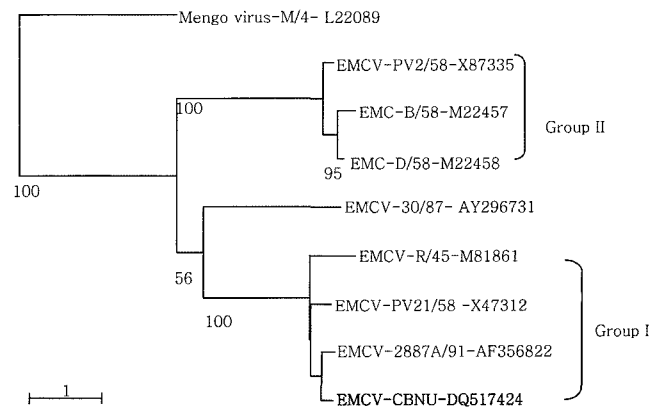 Mengo virus-M/4- L22089
EMCV-PV2/58-X87335
100
EMC-B/58-M22457
Group II
EMC-D/58-M22458
95
100
EMCV-30/87- AY296731
EMCV-R/45-M81861
56
EMCV-PV21/58 -X47312
100
Group I
EMCV-2887A/91-AF356822
1
EMCV-CBNU-DQ517424